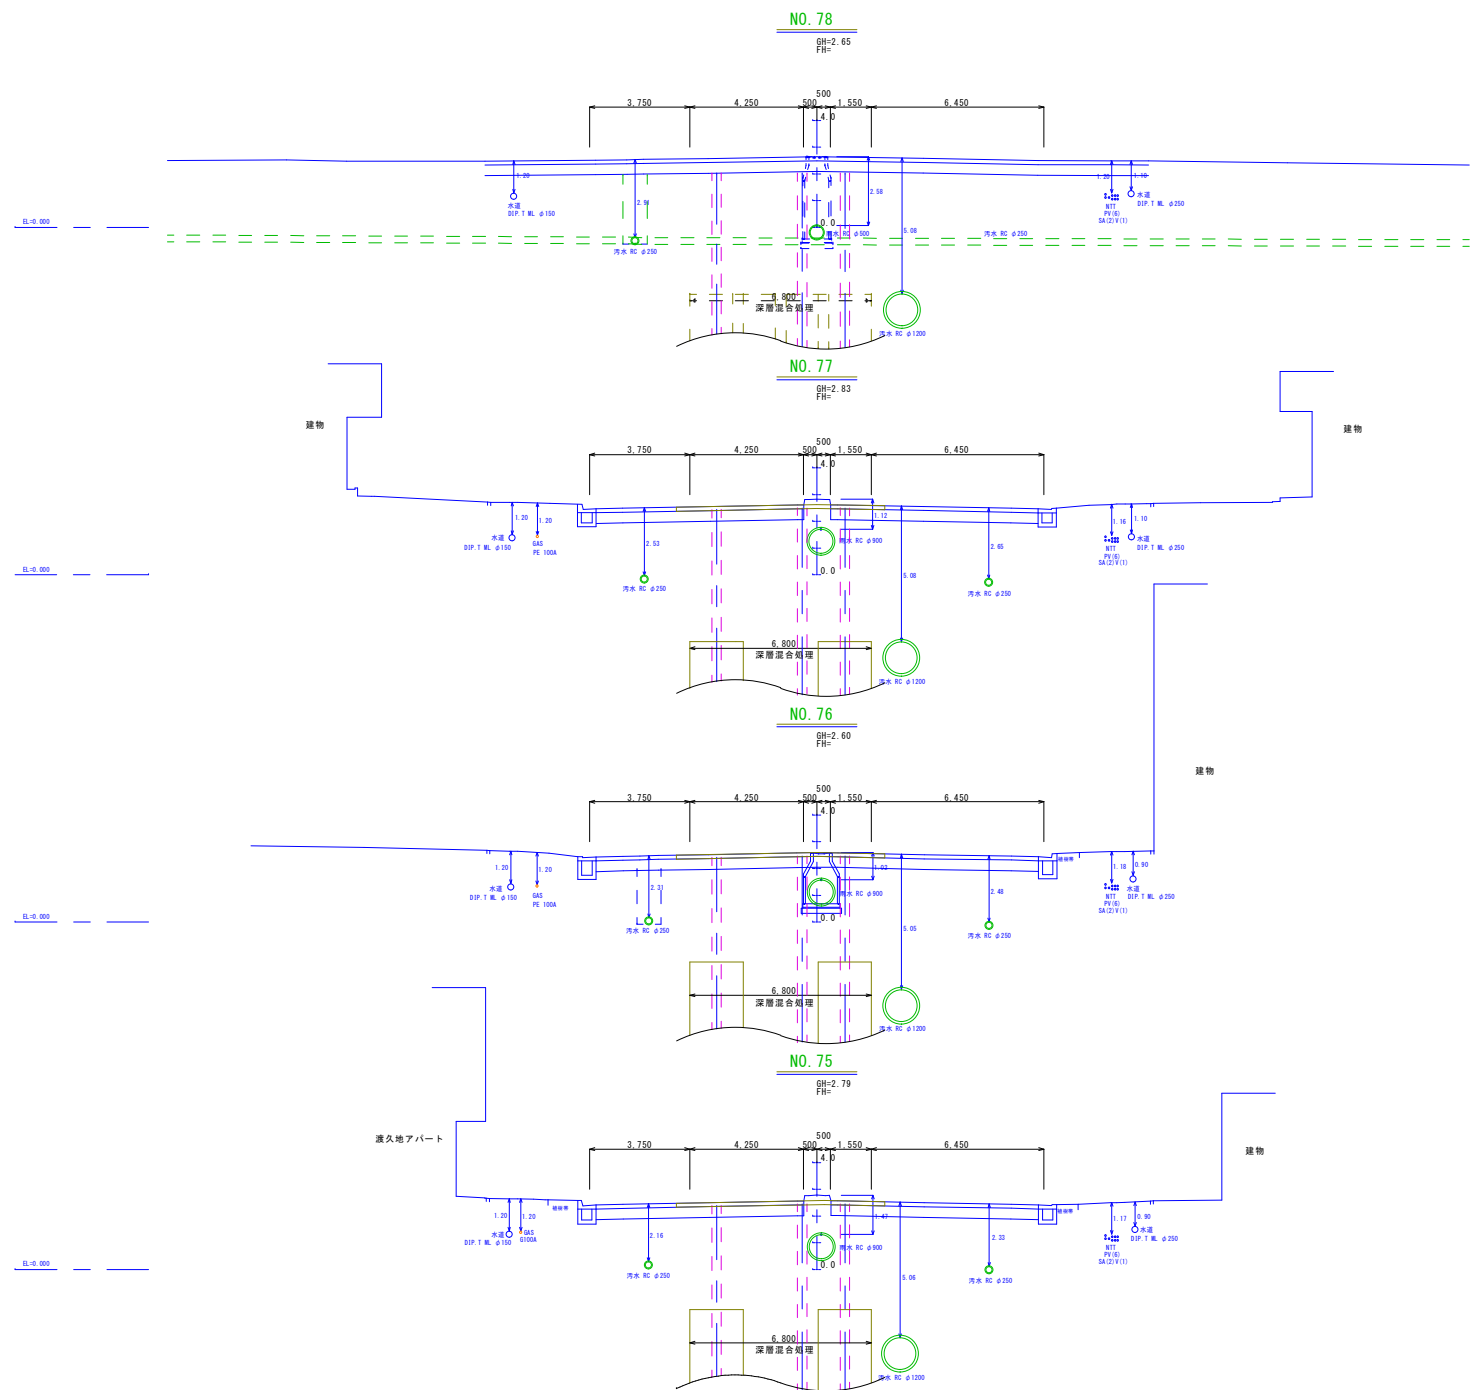 NO. 78
GH=2.65
FH=
500
3,750 4,250 500 1,550 6,450
4.0
1.20
水道
DIP.T ML φ150
2.91
汚水 RC φ250
2.58
0.0
雨水 RC φ500
5.08
汚水 RC φ250
1.20
NTT
PV(6)
SA(2)V(1)
1.10
水道
DIP.T ML φ250
EL=0.000
6,800
深層混合処理
汚水 RC φ1200
NO. 77
GH=2.83
FH=
建物
建物
500
3,750 4,250 500 1,550 6,450
4.0
1.20
水道
DIP.T ML φ150
1.20
GAS
PE 100A
2.53
汚水 RC φ250
1.12
雨水 RC φ900
0.0
5.08
2.65
汚水 RC φ250
1.16
NTT
PV(6)
SA(2)V(1)
1.10
水道
DIP.T ML φ250
EL=0.000
6,800
深層混合処理
汚水 RC φ1200
NO. 76
GH=2.60
FH=
建物
500
3,750 4,250 500 1,550 6,450
4.0
1.20
水道
DIP.T ML φ150
1.20
GAS
PE 100A
2.31
汚水 RC φ250
1.03
雨水 RC φ900
0.0
5.05
2.48
汚水 RC φ250
植樹帯
1.18
NTT
PV(6)
SA(2)V(1)
0.90
水道
DIP.T ML φ250
EL=0.000
6,800
深層混合処理
汚水 RC φ1200
NO. 75
GH=2.79
FH=
渡久地アパート
建物
500
3,750 4,250 500 1,550 6,450
4.0
1.20
水道
DIP.T ML φ150
1.20
GAS
G100A
植樹帯
2.16
汚水 RC φ250
1.47
雨水 RC φ900
0.0
5.06
2.33
汚水 RC φ250
植樹帯
1.17
NTT
PV(6)
SA(2)V(1)
0.90
水道
DIP.T ML φ250
EL=0.000
6,800
深層混合処理
汚水 RC φ1200